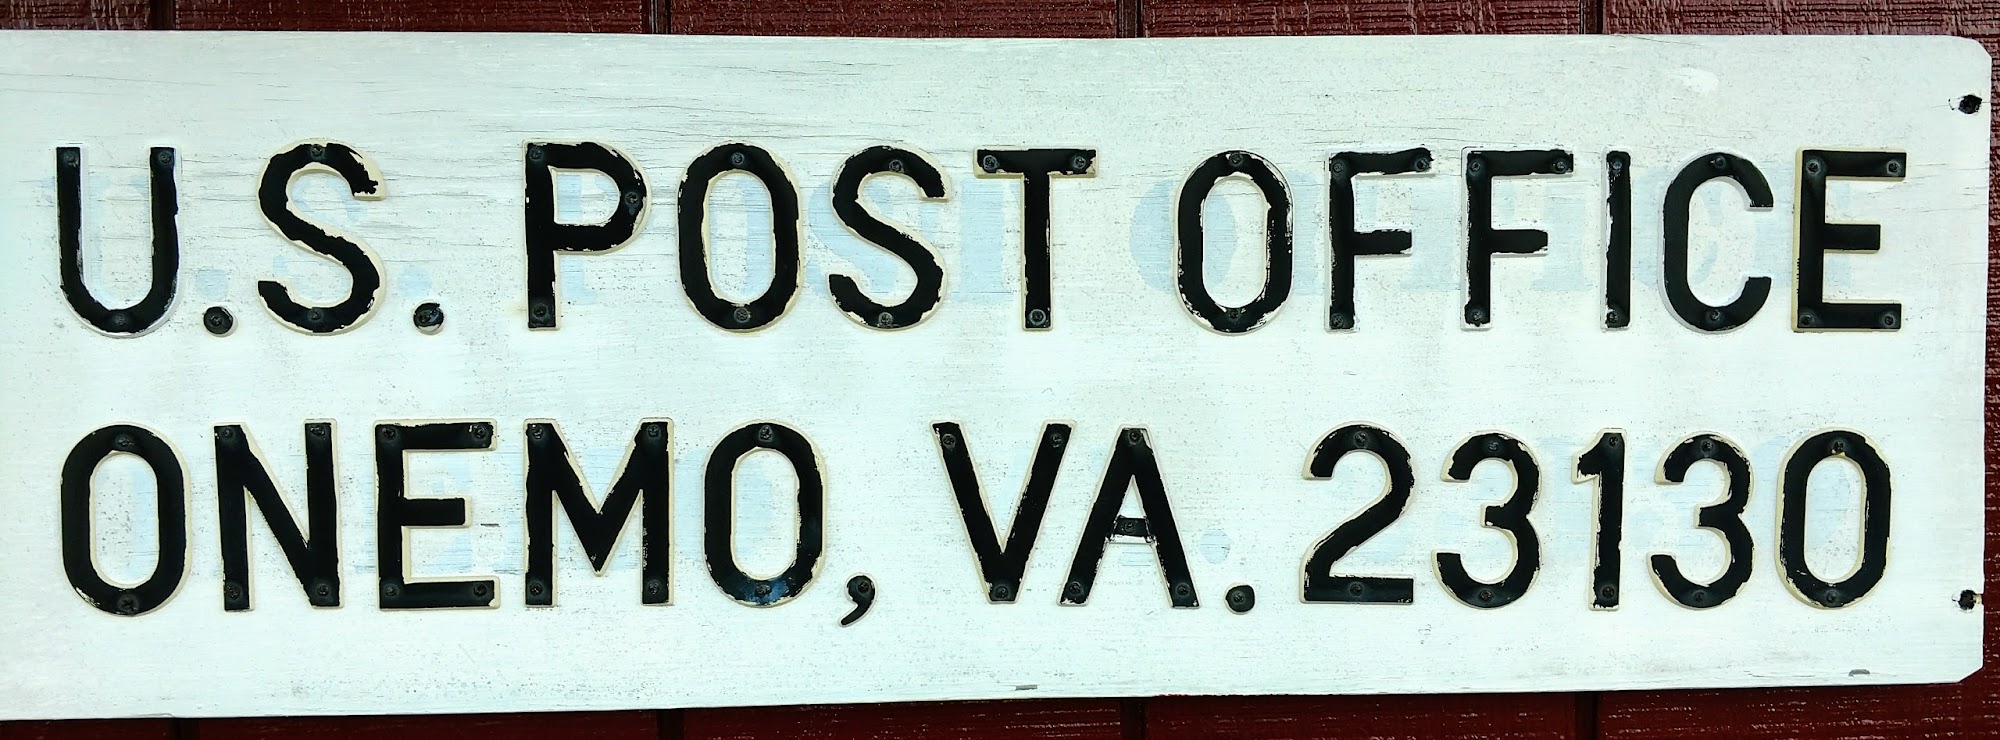 U.S. POST OFFICE
ONEMO, VA. 23130